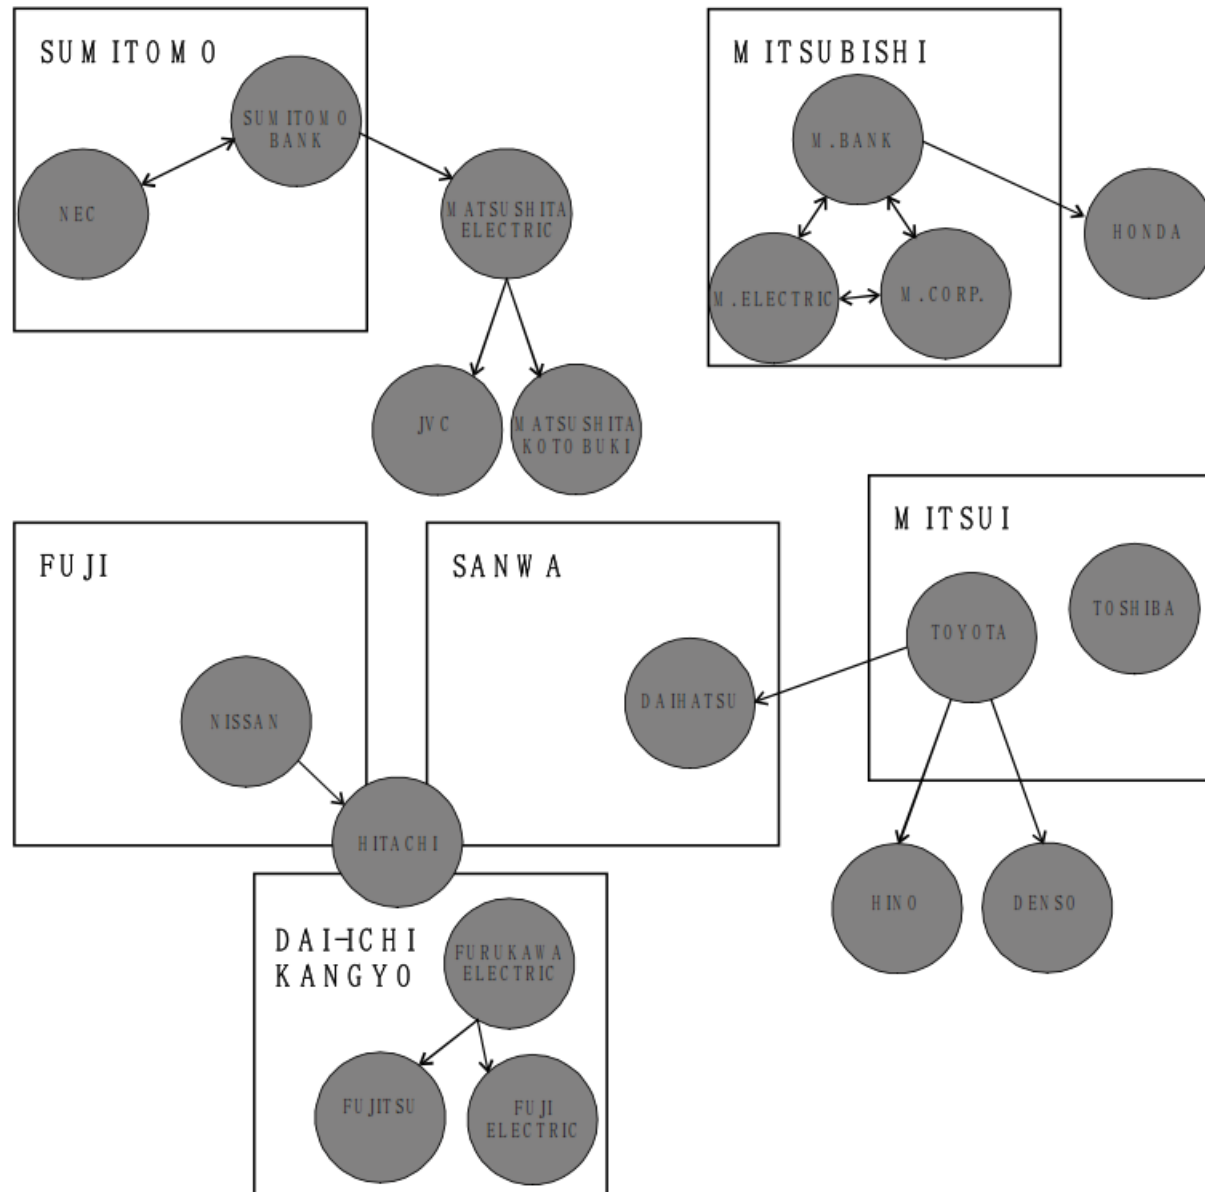 SUMITOMO
SUMITOMO
BANK
NEC
MATSUSHITA
ELECTRIC
JVC
MATSUSHITA
KOTOBUKI
MITSUBISHI
M.BANK
M.ELECTRIC
M.CORP.
HONDA
FUJI
NISSAN
HITACHI
SANWA
DAIHATSU
MITSUI
TOYOTA
TOSHIBA
HINO
DENSO
DAI-ICHI
KANGYO
FURUKAWA
ELECTRIC
FUJITSU
FUJI
ELECTRIC